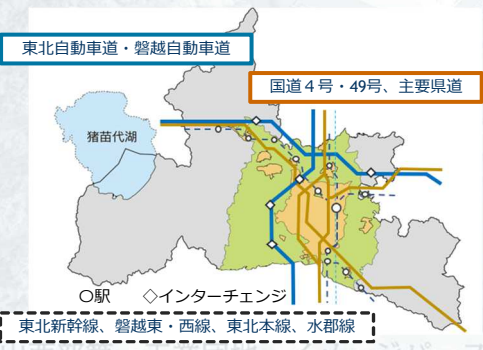 東北自動車道・磐越自動車道
国道４号・49号、主要県道
猪苗代湖
〇駅　◇インターチェンジ
東北新幹線、磐越東・西線、東北本線、水郡線